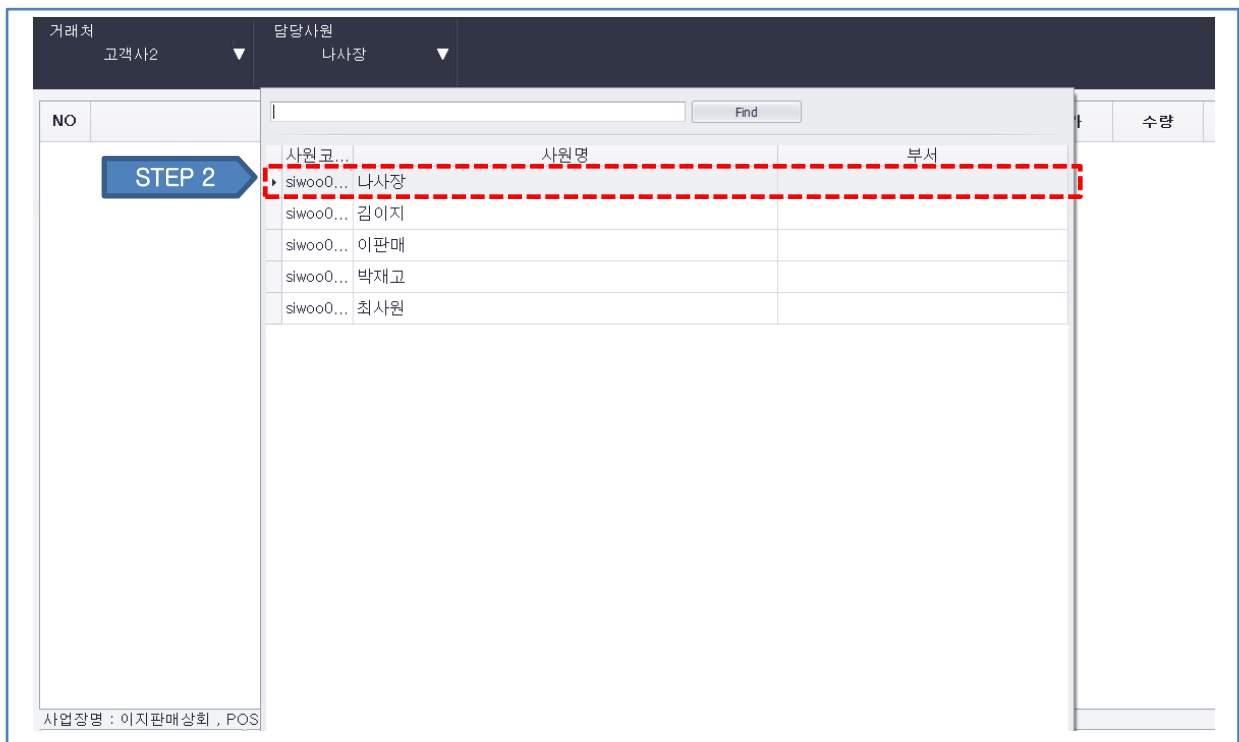 거래처 담당사원
고객사2 ▼ 나사장 ▼
Find
NO 수량
사원코... 사원명 부서
STEP 2
siwoo0... 나사장
siwoo0... 김이지
siwoo0... 이판매
siwoo0... 박재고
siwoo0... 최사원
사업장명 : 이지판매상회 , POS